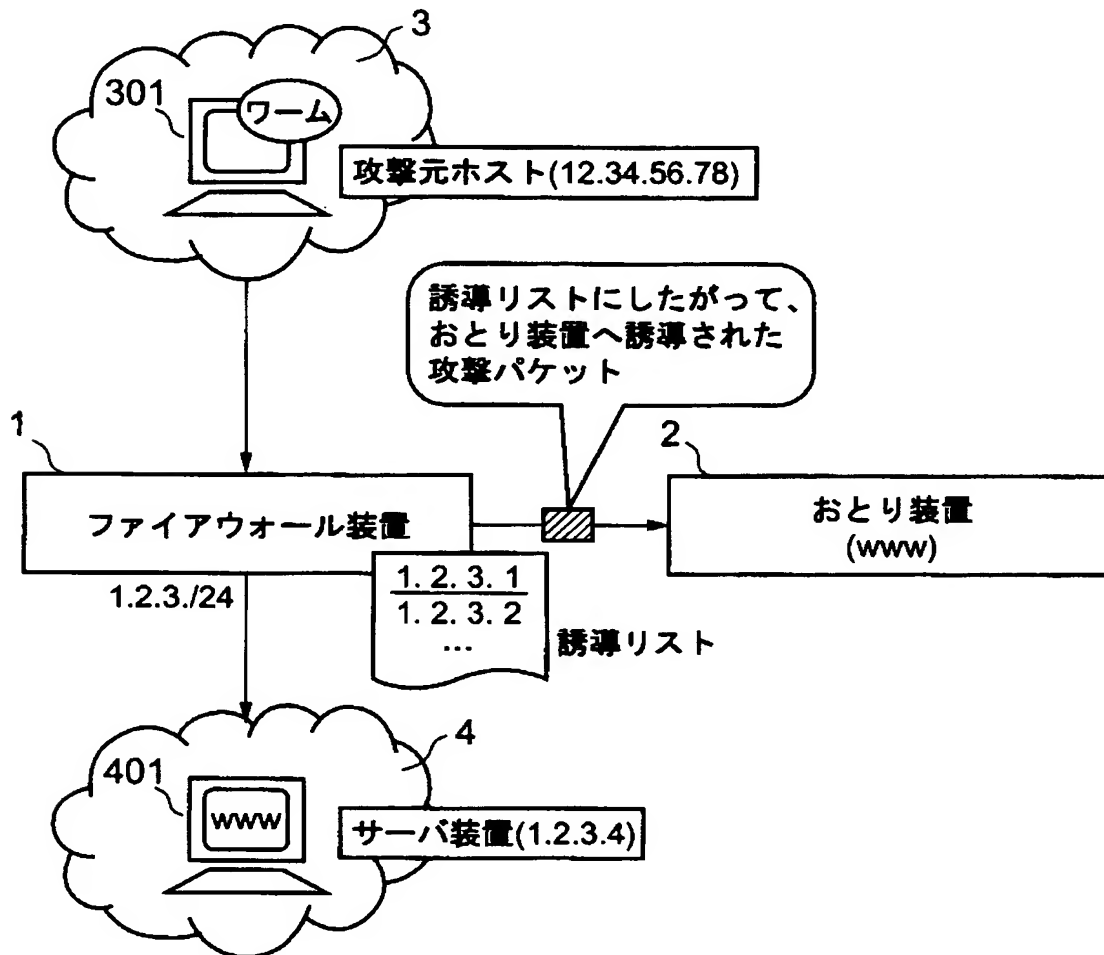 3
301
ワーム
攻撃元ホスト(12.34.56.78)
誘導リストにしたがって、
おとり装置へ誘導された
攻撃パケット
1
2
ファイアウォール装置
おとり装置
(www)
1.2.3./24
1. 2. 3. 1
1. 2. 3. 2
...
誘導リスト
4
401
www
サーバ装置(1.2.3.4)